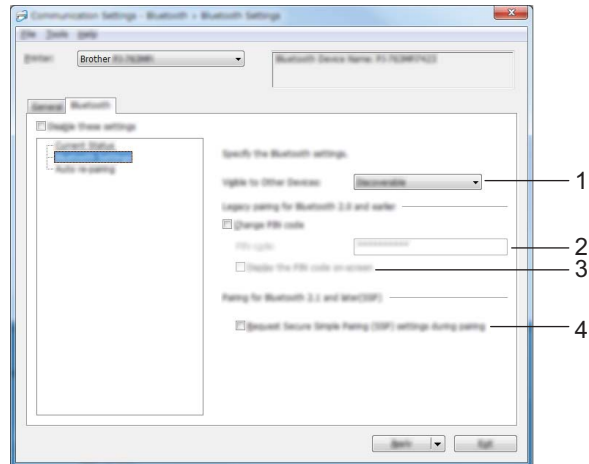 Communication Settings - Bluetooth - Bluetooth Settings
File Tools Help
Printer:
Brother
Bluetooth Device Name:
General
Bluetooth
Disable these settings
Current Status
Bluetooth Settings
Auto re-pairing
Specify the Bluetooth settings.
Visible to Other Devices:
Discoverable
1
Legacy pairing for Bluetooth 2.0 and earlier
Change PIN code
PIN code:
2
Display the PIN code on-screen
3
Pairing for Bluetooth 2.1 and later(SSP)
Request Secure Simple Pairing (SSP) settings during pairing
4
Exit